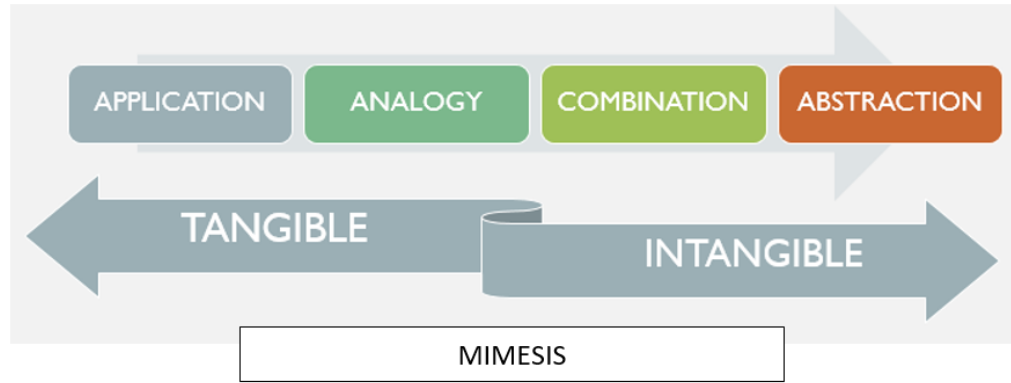 APPLICATION ANALOGY COMBINATION ABSTRACTION
TANGIBLE
INTANGIBLE
MIMESIS